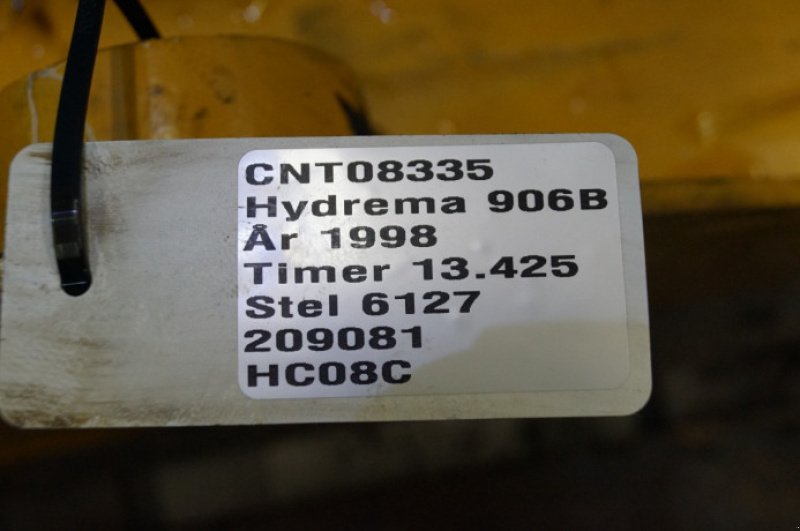 CNT08335
Hydrema 906B
År 1998
Timer 13.425
Stel 6127
209081
HC08C